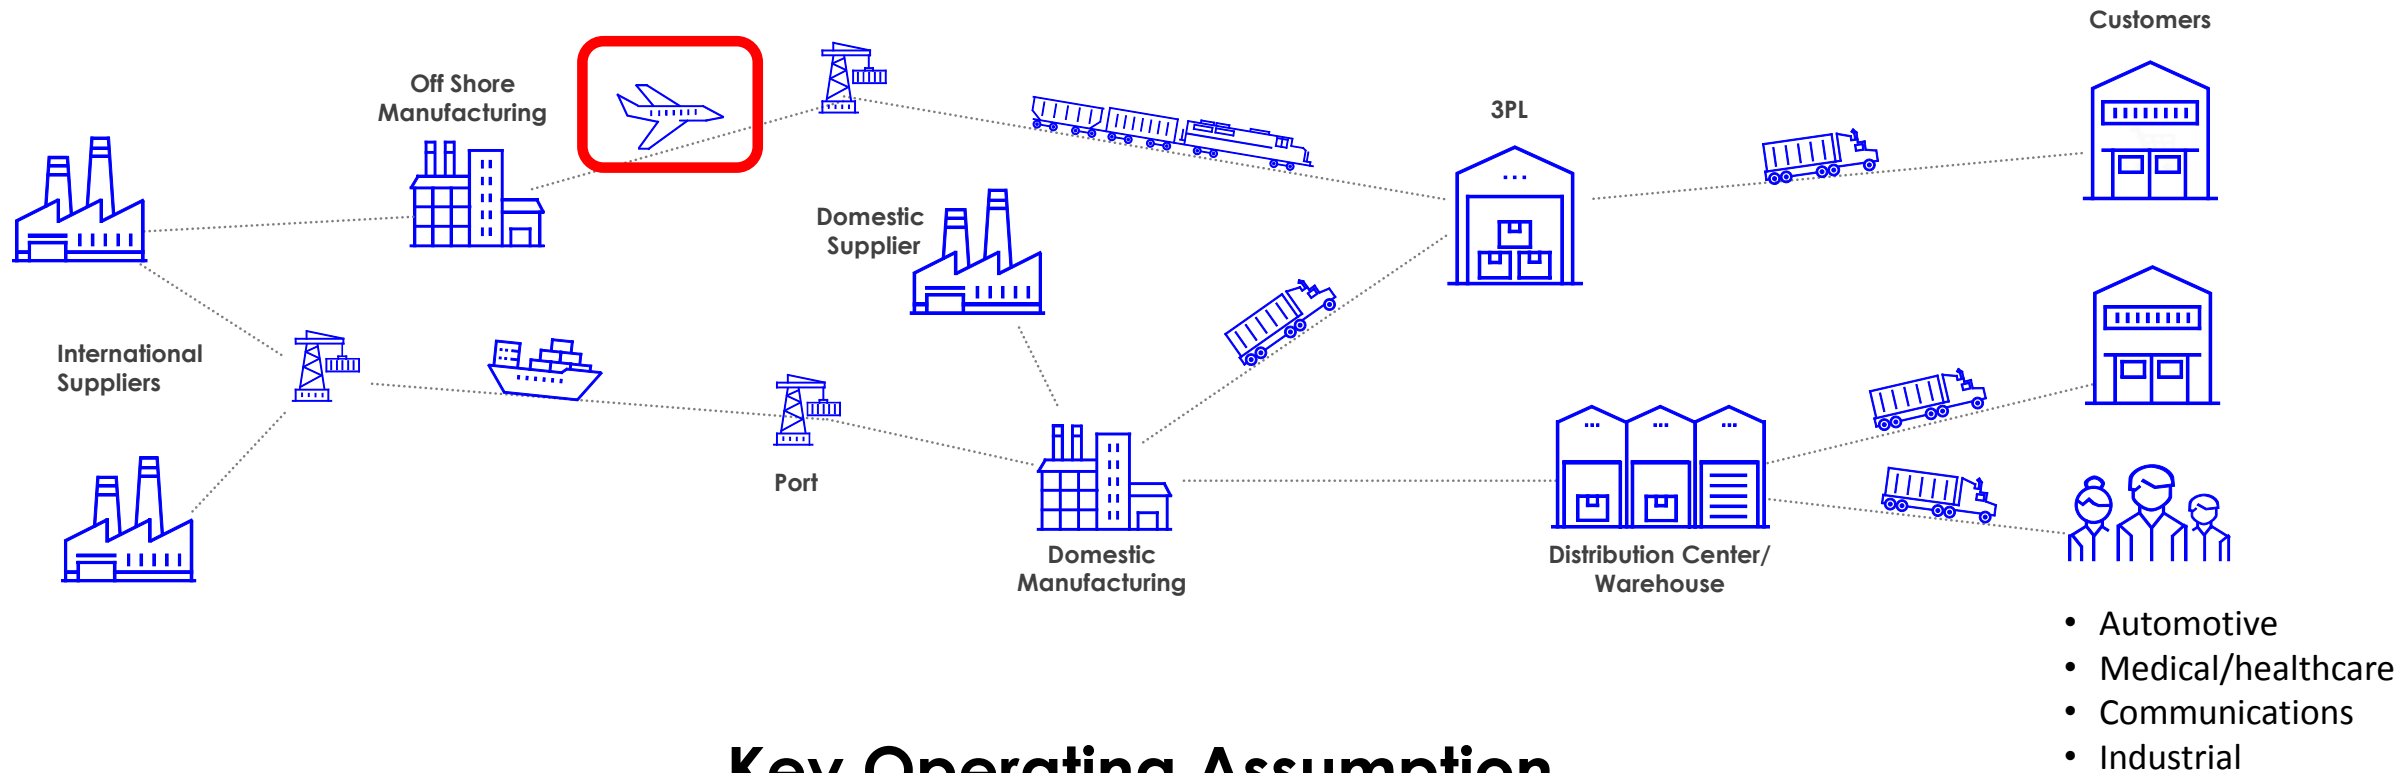 Customers
Off Shore
Manufacturing
3PL
Domestic
Supplier
International
Suppliers
Port
Domestic
Manufacturing
Distribution Center/
Warehouse
• Automotive
• Medical/healthcare
• Communications
• Industrial
Key Operating Assumption